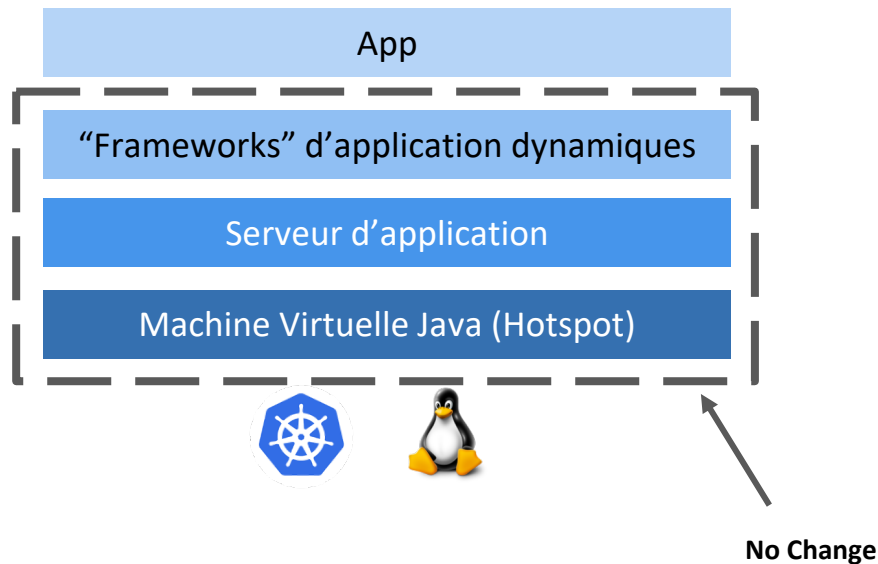 App
“Frameworks” d’application dynamiques
Serveur d’application
Machine Virtuelle Java (Hotspot)
No Change